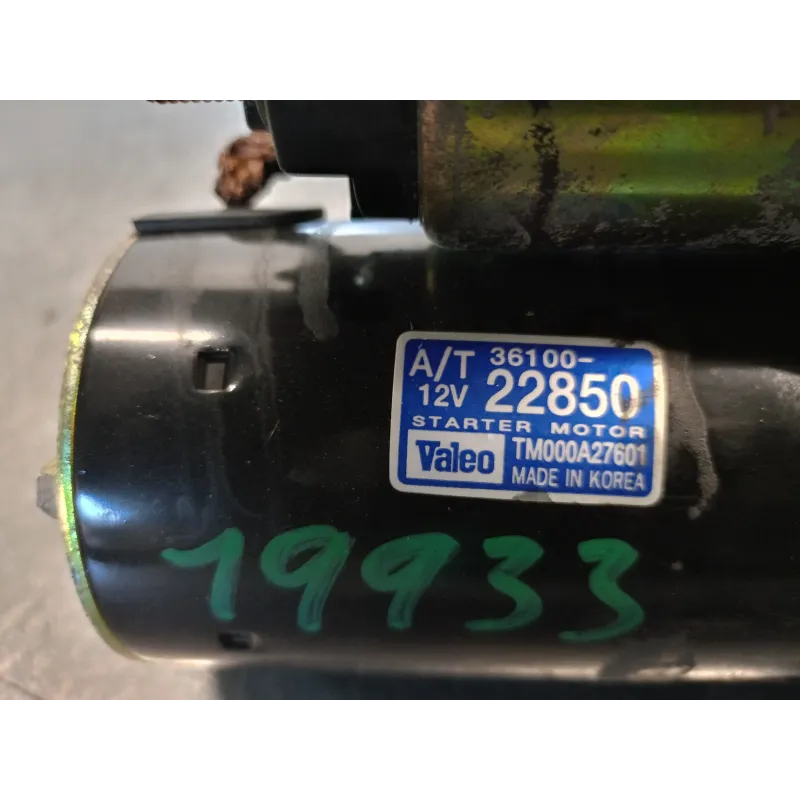 A/T 36100-
12V 22850
STARTER MOTOR
Valeo TM000A27601
MADE IN KOREA
19933